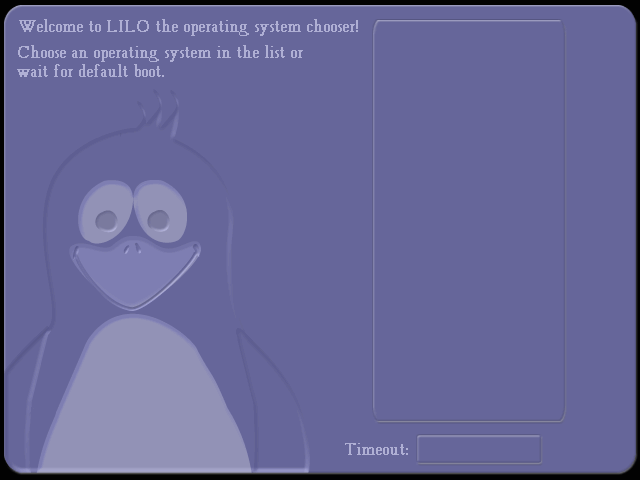 Welcome to LILO the operating system chooser!
Choose an operating system in the list or
wait for default boot.
Timeout: